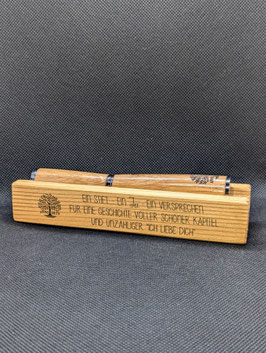 EIN STIFT - EIN Ja - EIN VERSPRECHEN
FÜR EINE GESCHICHTE VOLLER SCHÖNER KAPITEL
UND UNZÄHLIGER "ICH LIEBE DICH"